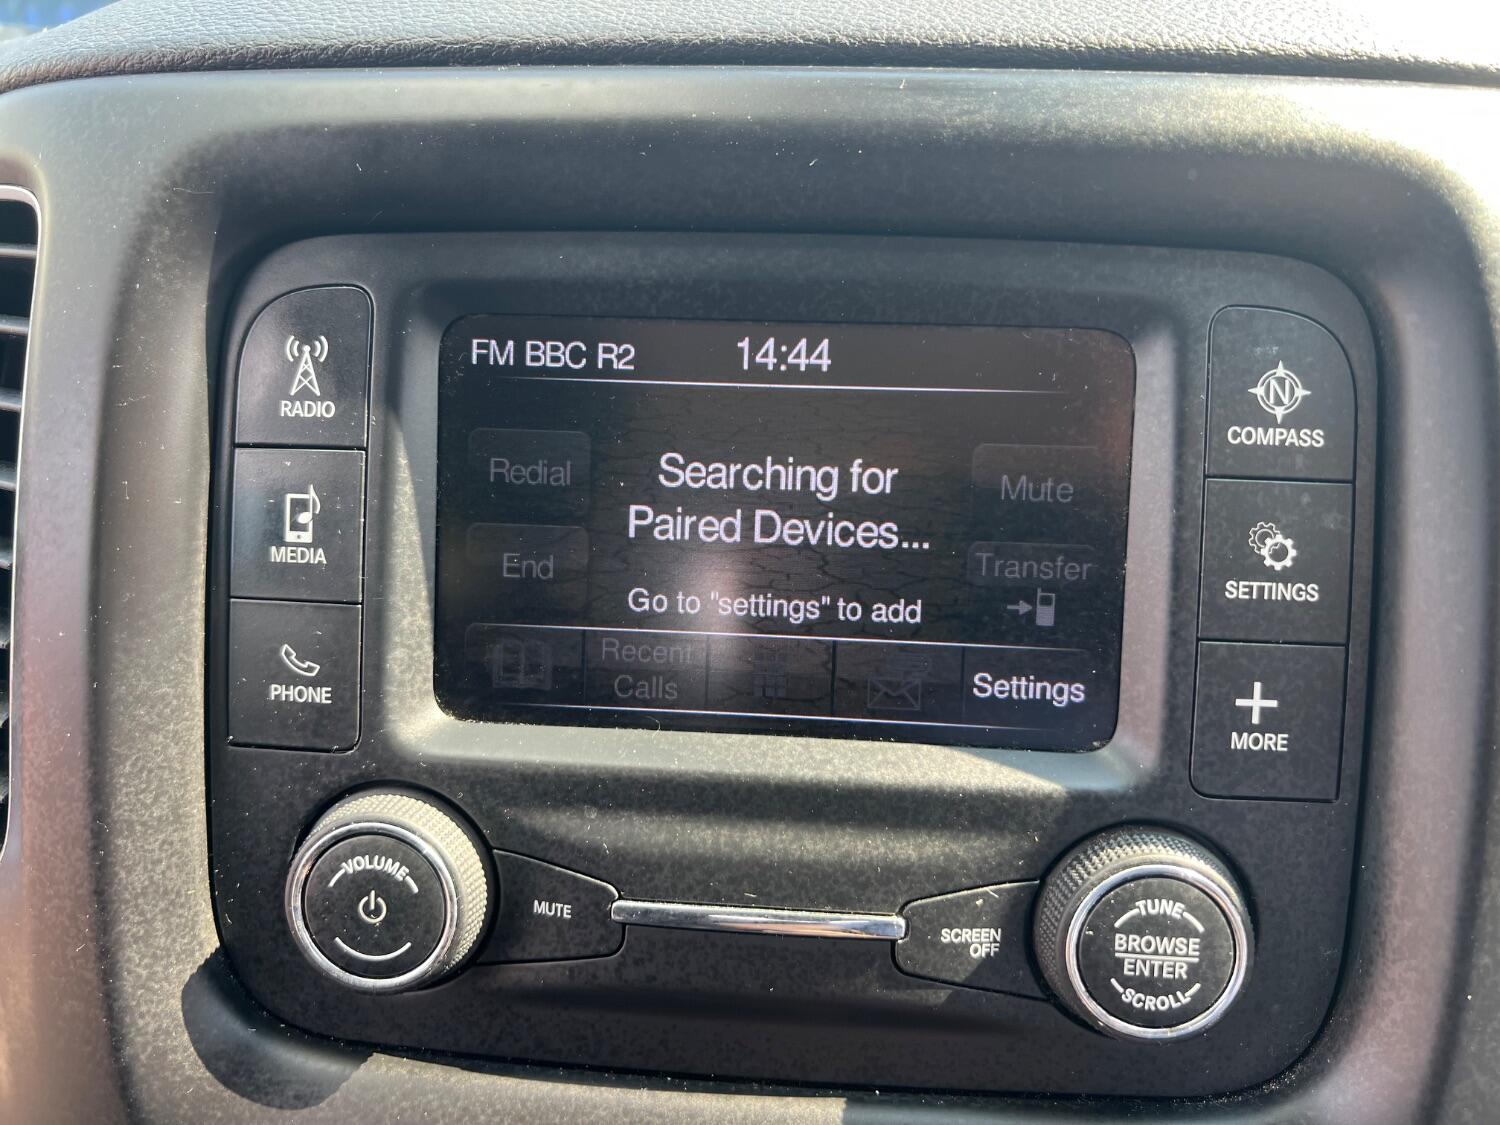 FM BBC R2
14:44
RADIO
MEDIA
PHONE
Redial
End
Searching for
Paired Devices...
Go to "settings" to add
Mute
Transfer
Recent
Calls
Settings
N
COMPASS
SETTINGS
MORE
VOLUME
MUTE
SCREEN
OFF
TUNE
BROWSE
ENTER
SCROLL